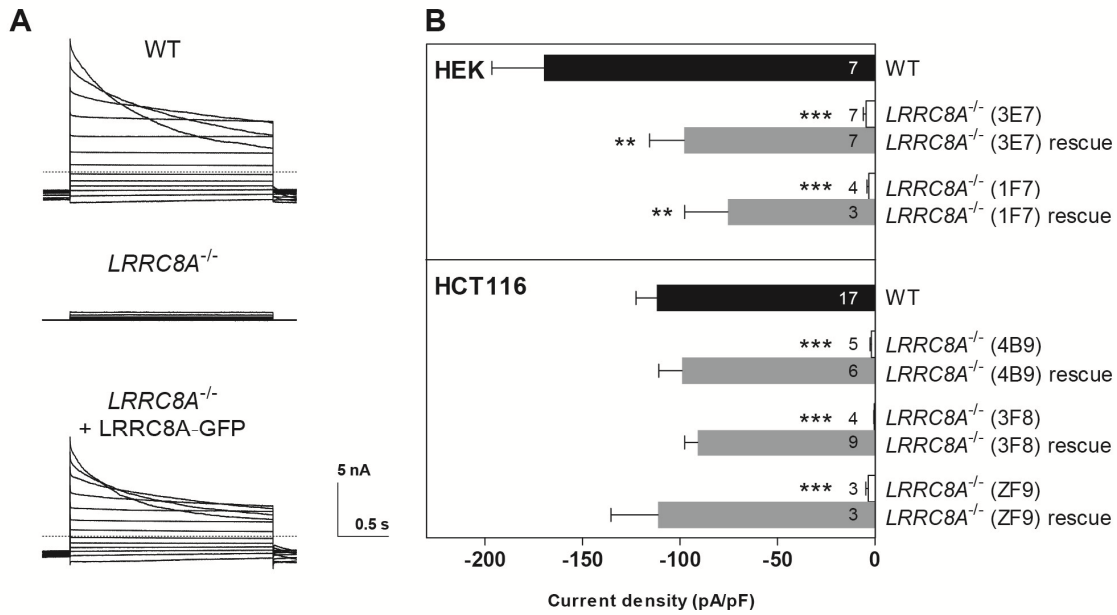 A
WT
LRRC8A-/-
LRRC8A-/-
+ LRRC8A-GFP
5 nA
0.5 s
B
HEK
7 WT
*** 7 LRRC8A-/- (3E7)
** 7 LRRC8A-/- (3E7) rescue
*** 4 LRRC8A-/- (1F7)
** 3 LRRC8A-/- (1F7) rescue
HCT116
17 WT
*** 5 LRRC8A-/- (4B9)
6 LRRC8A-/- (4B9) rescue
*** 4 LRRC8A-/- (3F8)
9 LRRC8A-/- (3F8) rescue
*** 3 LRRC8A-/- (ZF9)
3 LRRC8A-/- (ZF9) rescue
-200 -150 -100 -50 0
Current density (pA/pF)